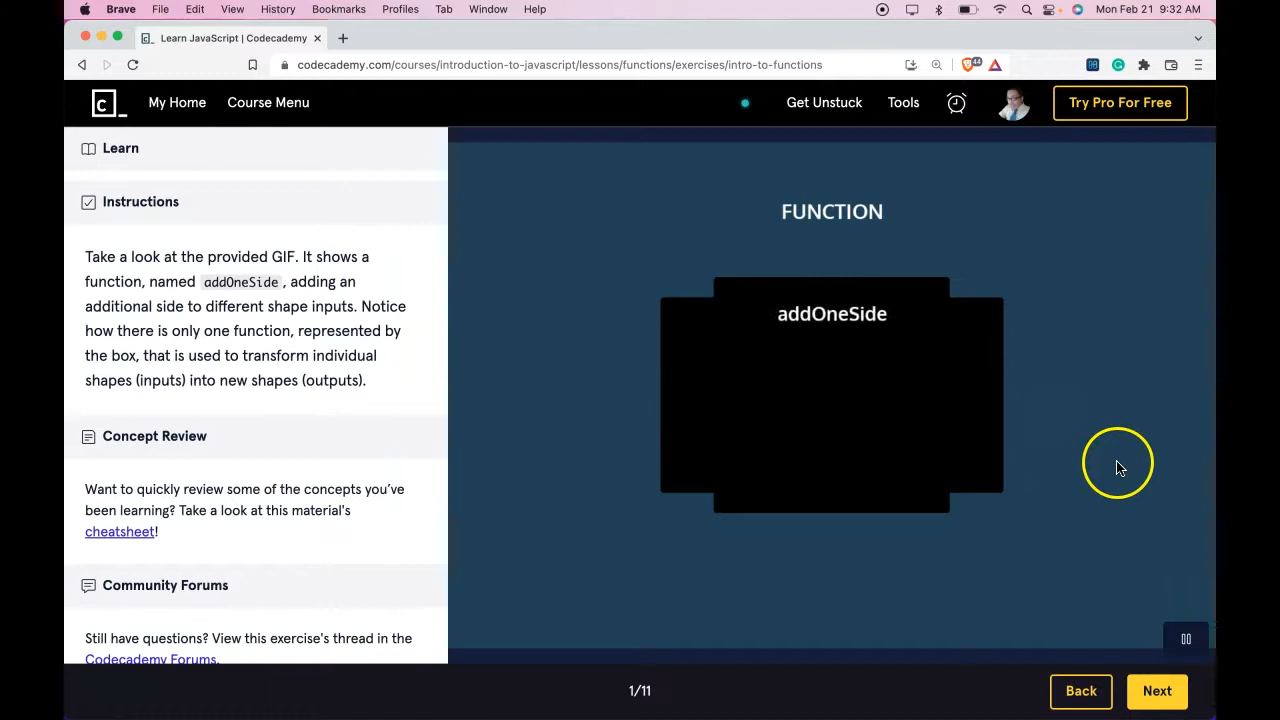 Brave File Edit View History Bookmarks Profiles Tab Window Help Mon Feb 21 9:32 AM
c_ Learn JavaScript | Codecademy
codecademy.com/courses/introduction-to-javascript/lessons/functions/exercises/intro-to-functions 44
c_ My Home Course Menu Get Unstuck Tools Try Pro For Free
Learn
Instructions
Take a look at the provided GIF. It shows a
function, named addOneSide, adding an
additional side to different shape inputs. Notice
how there is only one function, represented by
the box, that is used to transform individual
shapes (inputs) into new shapes (outputs).
Concept Review
Want to quickly review some of the concepts you’ve
been learning? Take a look at this material's
cheatsheet!
Community Forums
Still have questions? View this exercise's thread in the
Codecademy Forums.
FUNCTION
addOneSide
1/11
Back
Next